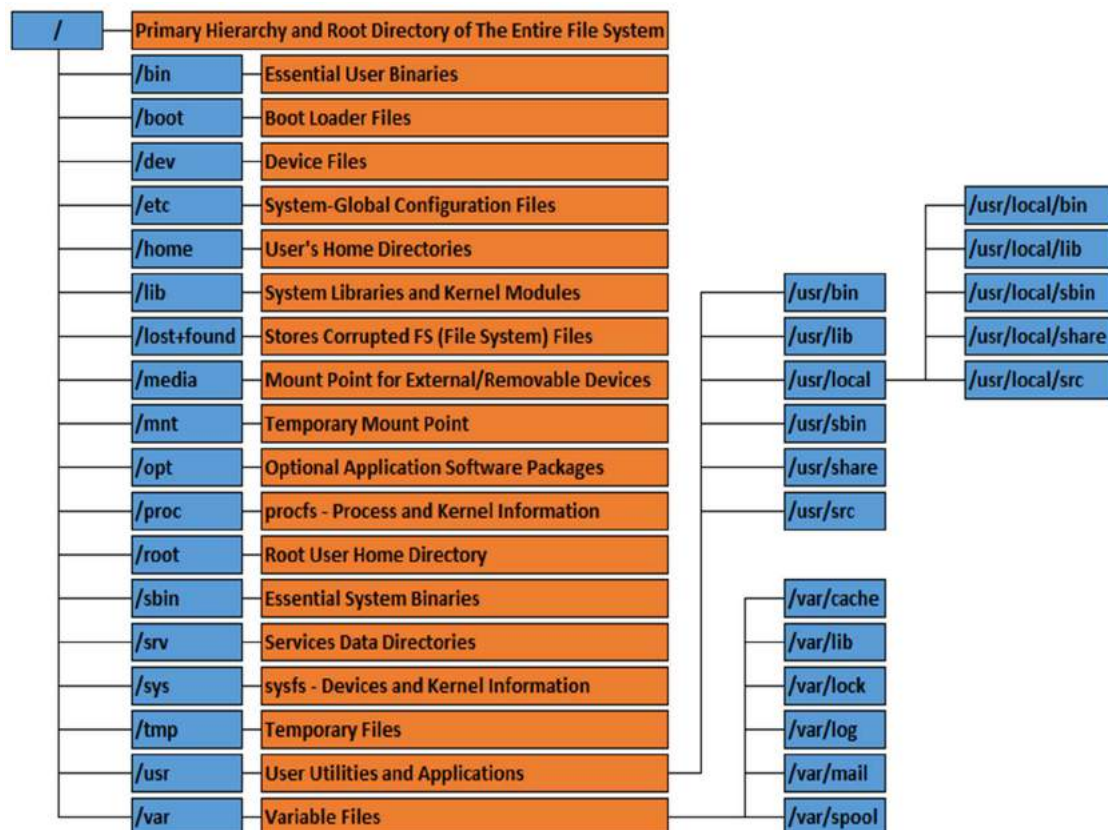 / Primary Hierarchy and Root Directory of The Entire File System
/bin Essential User Binaries
/boot Boot Loader Files
/dev Device Files
/etc System-Global Configuration Files
/home User's Home Directories
/lib System Libraries and Kernel Modules
/lost+found Stores Corrupted FS (File System) Files
/media Mount Point for External/Removable Devices
/mnt Temporary Mount Point
/opt Optional Application Software Packages
/proc procfs - Process and Kernel Information
/root Root User Home Directory
/sbin Essential System Binaries
/srv Services Data Directories
/sys sysfs - Devices and Kernel Information
/tmp Temporary Files
/usr User Utilities and Applications
/var Variable Files
/usr/bin
/usr/lib
/usr/local
/usr/sbin
/usr/share
/usr/src
/var/cache
/var/lib
/var/lock
/var/log
/var/mail
/var/spool
/usr/local/bin
/usr/local/lib
/usr/local/sbin
/usr/local/share
/usr/local/src